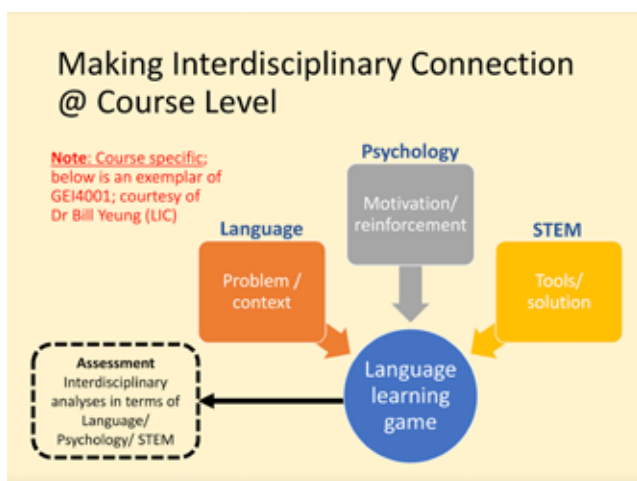 Making Interdisciplinary Connection
@ Course Level
Note: Course specific;
below is an exemplar of
GEI4001; courtesy of
Dr Bill Yeung (LIC)
Psychology
Motivation/
reinforcement
Language
Problem /
context
STEM
Tools/
solution
Language
learning
game
Assessment
Interdisciplinary
analyses in terms of
Language/
Psychology/ STEM